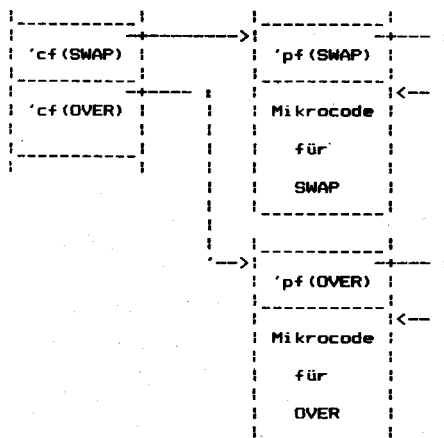 'cf(SWAP)
'pf(SWAP)
'cf(OVER)
Mikrocode
für
SWAP
'pf(OVER)
Mikrocode
für
OVER